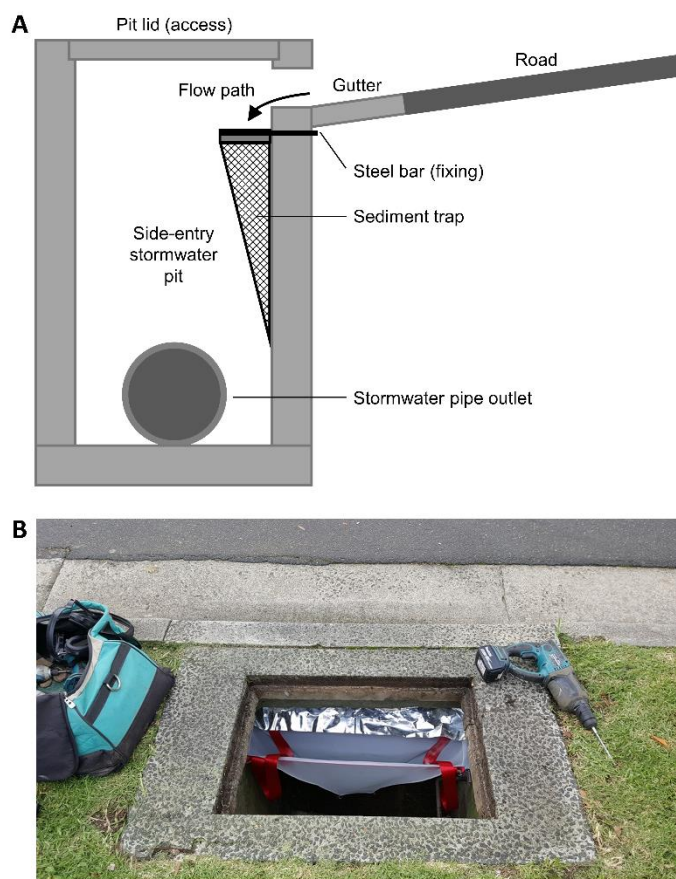 A
Pit lid (access)
Road
Gutter
Flow path
Steel bar (fixing)
Sediment trap
Side-entry
stormwater
pit
Stormwater pipe outlet
B